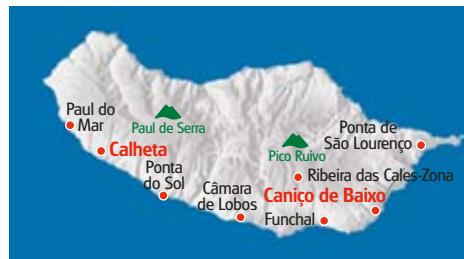 Paul do
Mar
Paul de Serra
Calheta
Ponta
do Sol
Câmara
de Lobos
Pico Ruivo
Ponta de
São Lourenço
Ribeira das Cales-Zona
Caniço de Baixo
Funchal